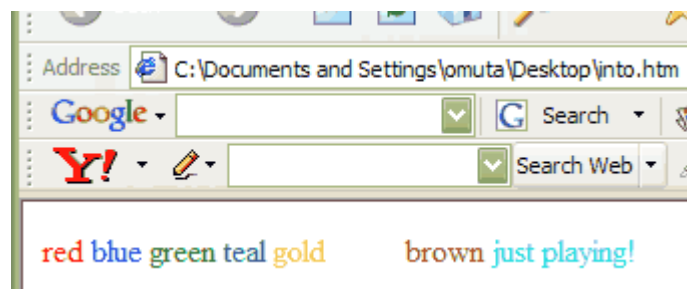 Address C:\Documents and Settings\omuta\Desktop\into.htm
Google Search
Y! Search Web
red blue green teal gold brown just playing!